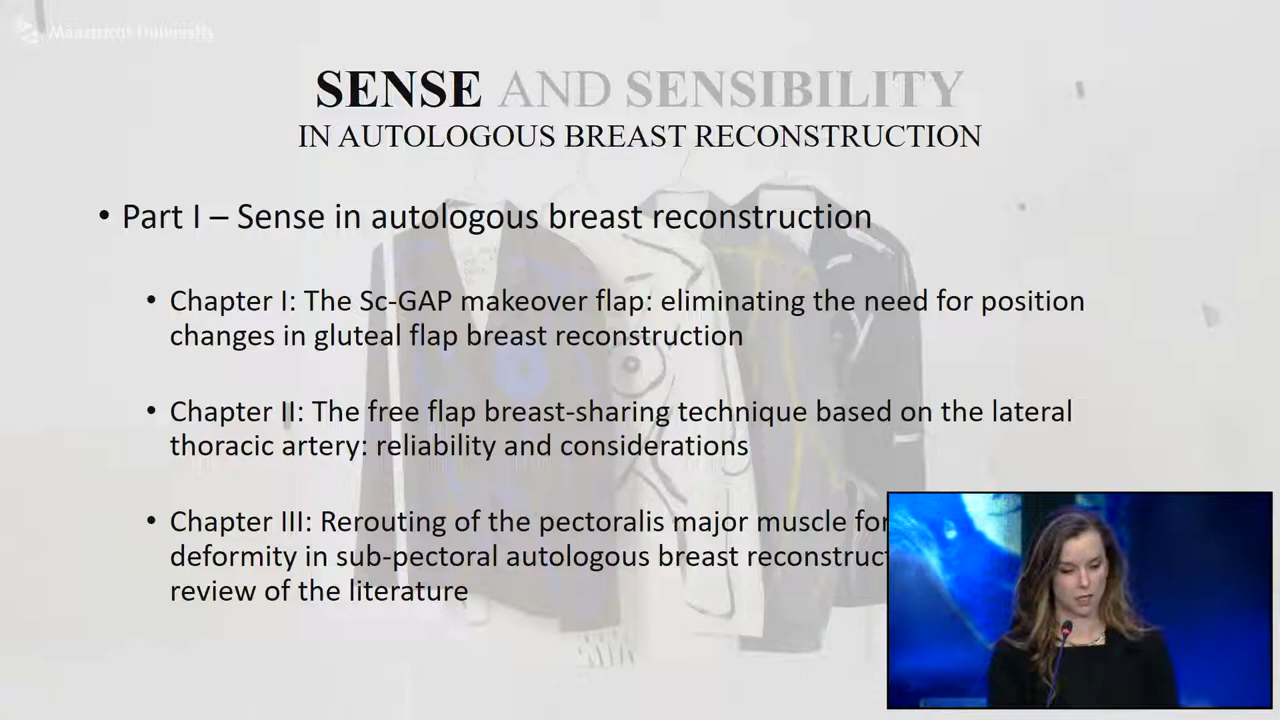 Maastricht University
SENSE AND SENSIBILITY
IN AUTOLOGOUS BREAST RECONSTRUCTION
• Part I – Sense in autologous breast reconstruction
• Chapter I: The Sc-GAP makeover flap: eliminating the need for position
changes in gluteal flap breast reconstruction
• Chapter II: The free flap breast-sharing technique based on the lateral
thoracic artery: reliability and considerations
• Chapter III: Rerouting of the pectoralis major muscle for
deformity in sub-pectoral autologous breast
review of the literature